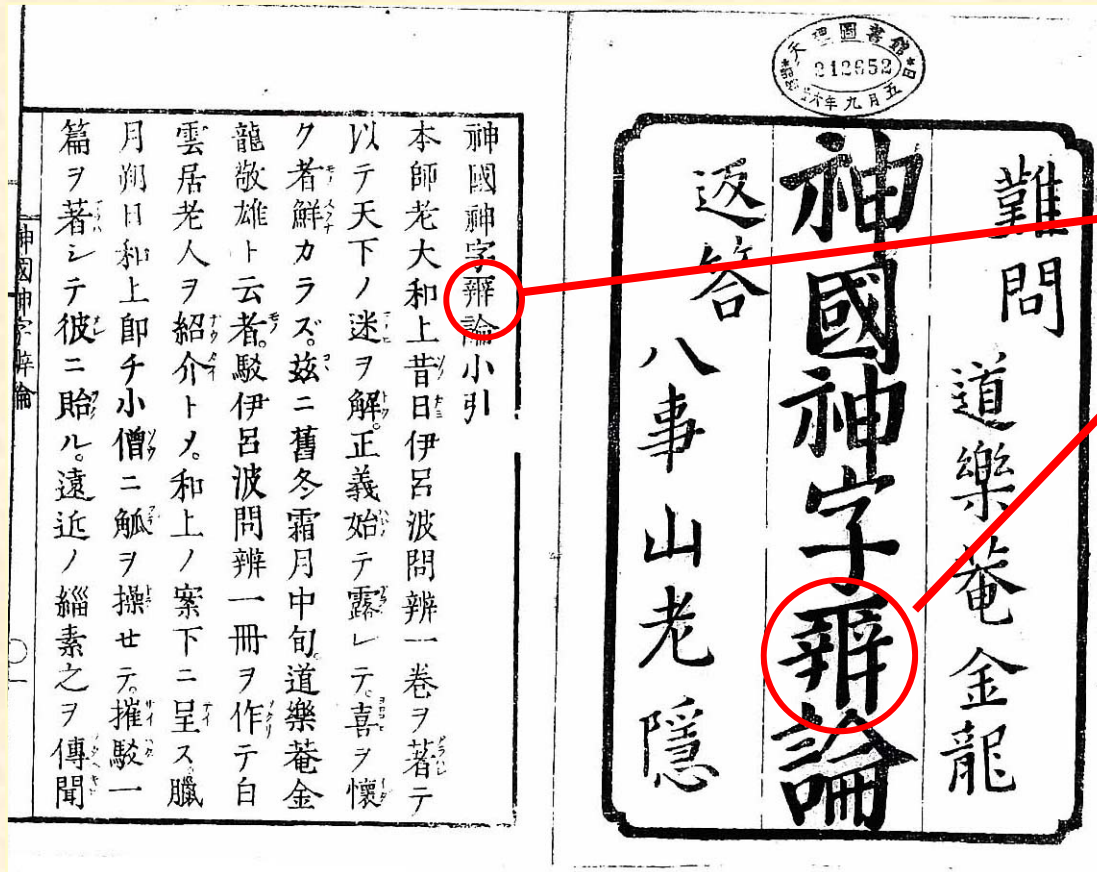 天理圖書館
難問 道樂菴金龍
神國神字辨論
返答 八事山老隱
神國神字辨論小引
本師老大和上昔日伊呂波問辨一卷ヲ著テ
以テ天下ノ迷ヲ解。正義始テ露レテ。喜ヲ懷
ク者鮮カラズ。茲ニ舊冬霜月中旬。道樂菴金
龍敬雄ト云者。駁伊呂波問辨一冊ヲ作テ白
雲居老人ヲ紹介トメ。和上ノ案下ニ呈ス。臘
月朔日和上卽チ小僧ニ觚ヲ操セテ。摧駁一
篇ヲ著シテ彼ニ貽ル。遠近ノ緇素之ヲ傳聞
神國神字辨論